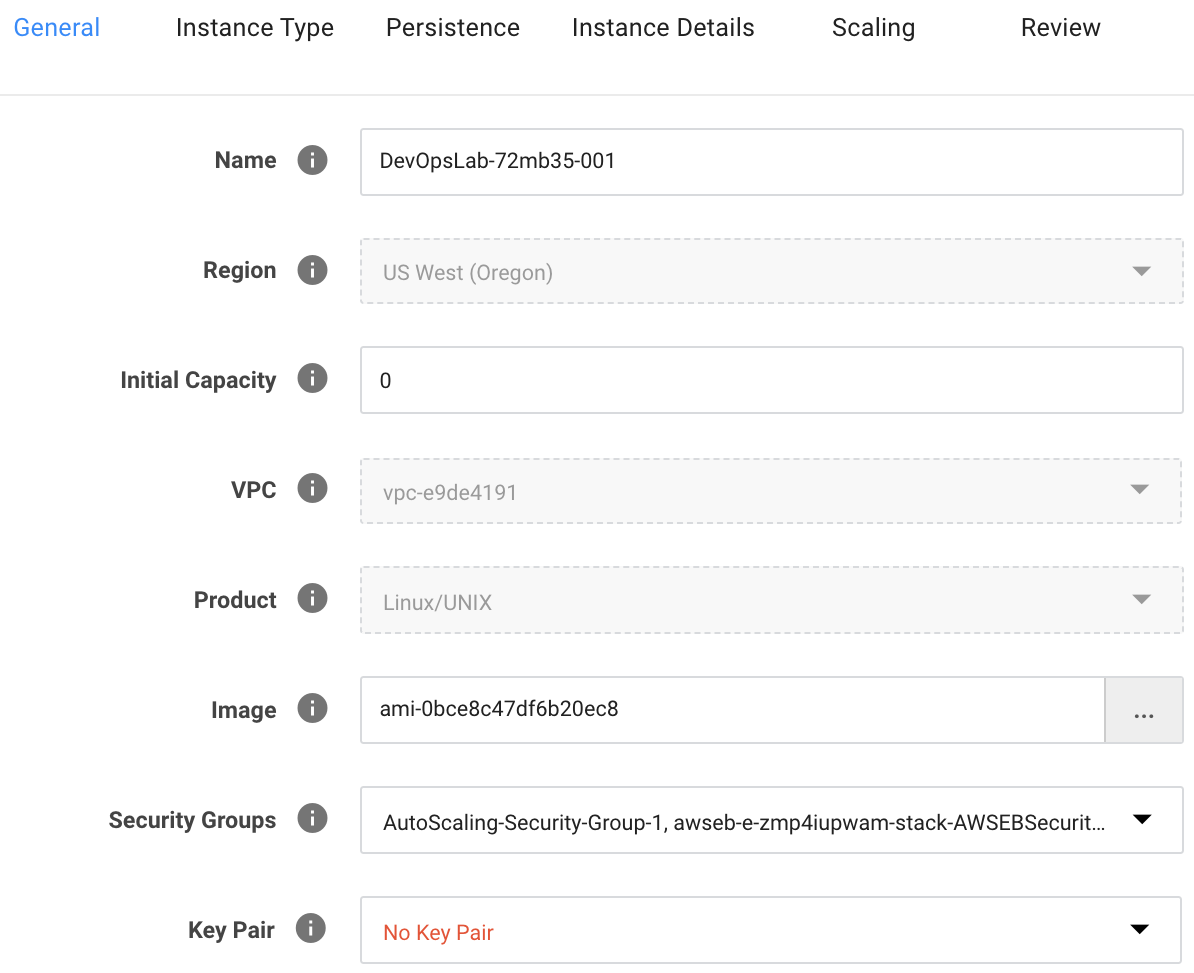 General Instance Type Persistence Instance Details Scaling Review
Name DevOpsLab-72mb35-001
Region US West (Oregon)
Initial Capacity 0
VPC vpc-e9de4191
Product Linux/UNIX
Image ami-0bce8c47df6b20ec8 ...
Security Groups AutoScaling-Security-Group-1, awseb-e-zmp4iupwam-stack-AWSEBSecurit...
Key Pair No Key Pair